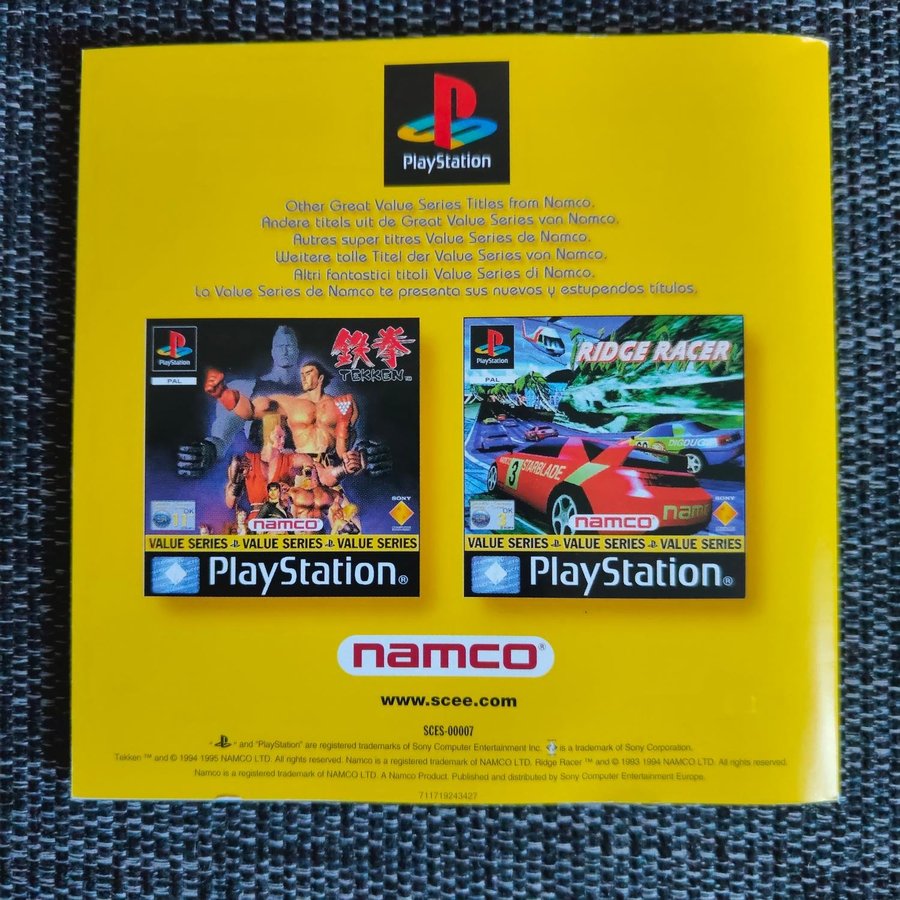 PlayStation
Other Great Value Series Titles from Namco.
Andere titels uit de Great Value Series van Namco.
Autres super titres Value Series de Namco.
Weitere tolle Titel der Value Series von Namco.
Altri fantastici titoli Value Series di Namco.
La Value Series de Namco te presenta sus nuevos y estupendos títulos.
PlayStation
PAL
鉄拳
TEKKEN™
OK
11
namco
SONY
VALUE SERIES VALUE SERIES VALUE SERIES
PlayStation®
PlayStation
PAL
RIDGE RACER
DIGDUG
3 STARBLADE
namco
OK
namco
SONY
VALUE SERIES VALUE SERIES VALUE SERIES
PlayStation®
namco®
www.scee.com
SCES-00007
" " and "PlayStation" are registered trademarks of Sony Computer Entertainment Inc. is a trademark of Sony Corporation.
Tekken ™ and © 1994 1995 NAMCO LTD. All rights reserved. Namco is a registered trademark of NAMCO LTD. Ridge Racer ™ and © 1993 1994 NAMCO LTD. All rights reserved.
Namco is a registered trademark of NAMCO LTD. A Namco Product. Published and distributed by Sony Computer Entertainment Europe.
711719243427